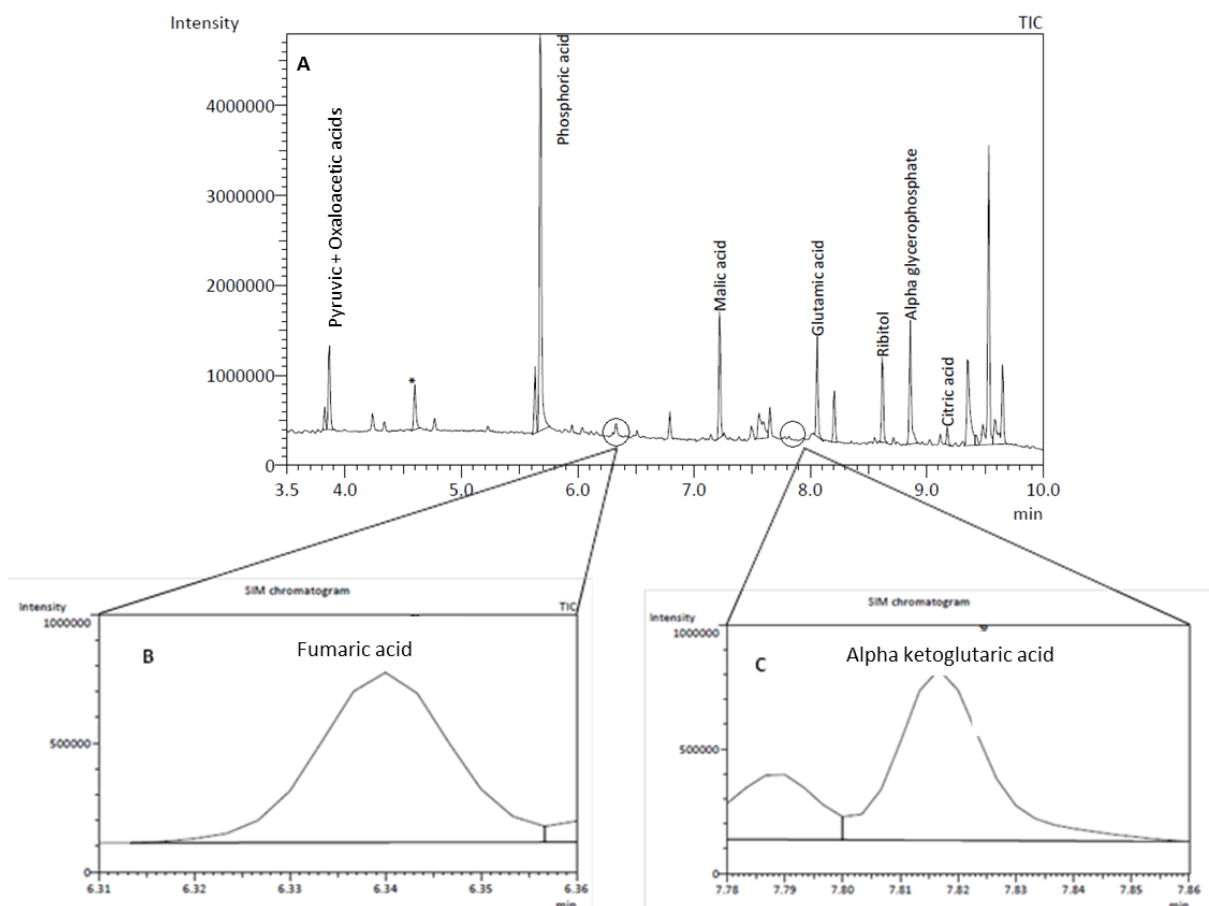 Intensity TIC
A
Pyruvic + Oxaloacetic acids
*
Phosphoric acid
Malic acid
Glutamic acid
Ribitol
Alpha glycerophosphate
Citric acid
4000000
3000000
2000000
1000000
0
3.5 4.0 5.0 6.0 7.0 8.0 9.0 10.0
min
SIM chromatogram
Intensity TIC
1000000
B Fumaric acid
500000
0
6.31 6.32 6.33 6.34 6.35 6.36
min
SIM chromatogram
Intensity
1000000
C Alpha ketoglutaric acid
500000
0
7.78 7.79 7.80 7.81 7.82 7.83 7.84 7.85 7.86
min